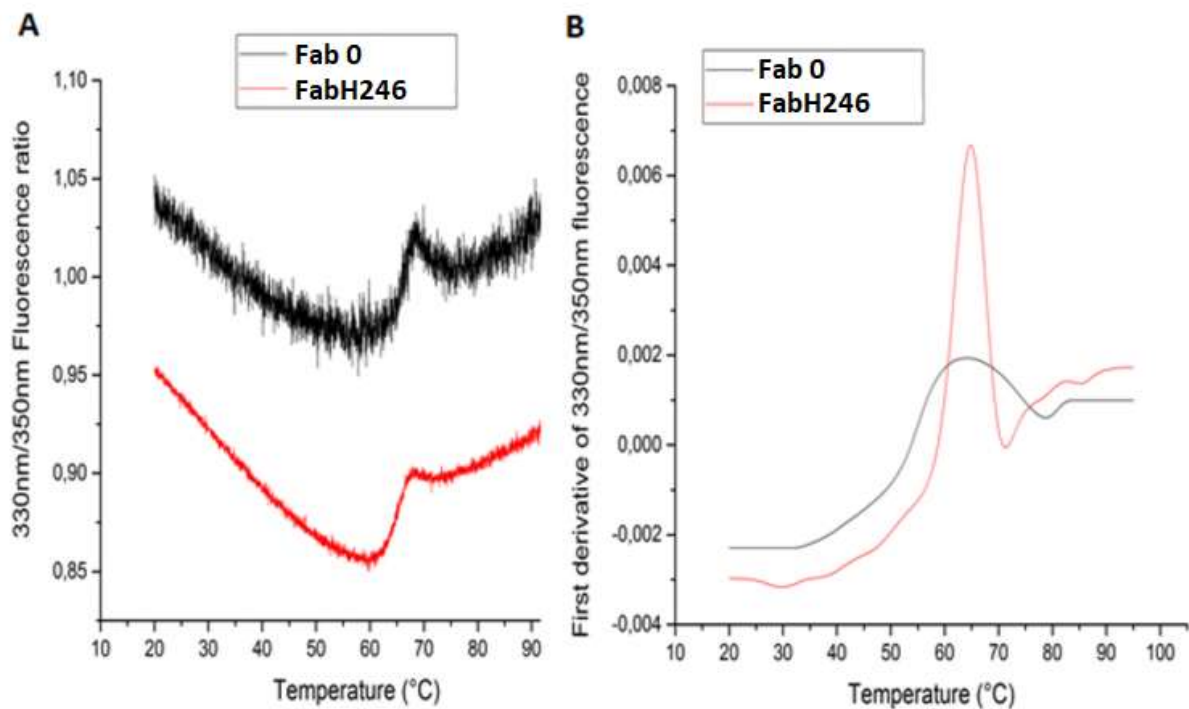 A
Fab 0
FabH246
1,10
1,05
1,00
0,95
0,90
0,85
330nm/350nm Fluorescence ratio
10 20 30 40 50 60 70 80 90
Temperature (°C)
B
Fab 0
FabH246
0,008
0,006
0,004
0,002
0,000
-0,002
-0,004
First derivative of 330nm/350nm fluorescence
10 20 30 40 50 60 70 80 90 100
Temperature (°C)